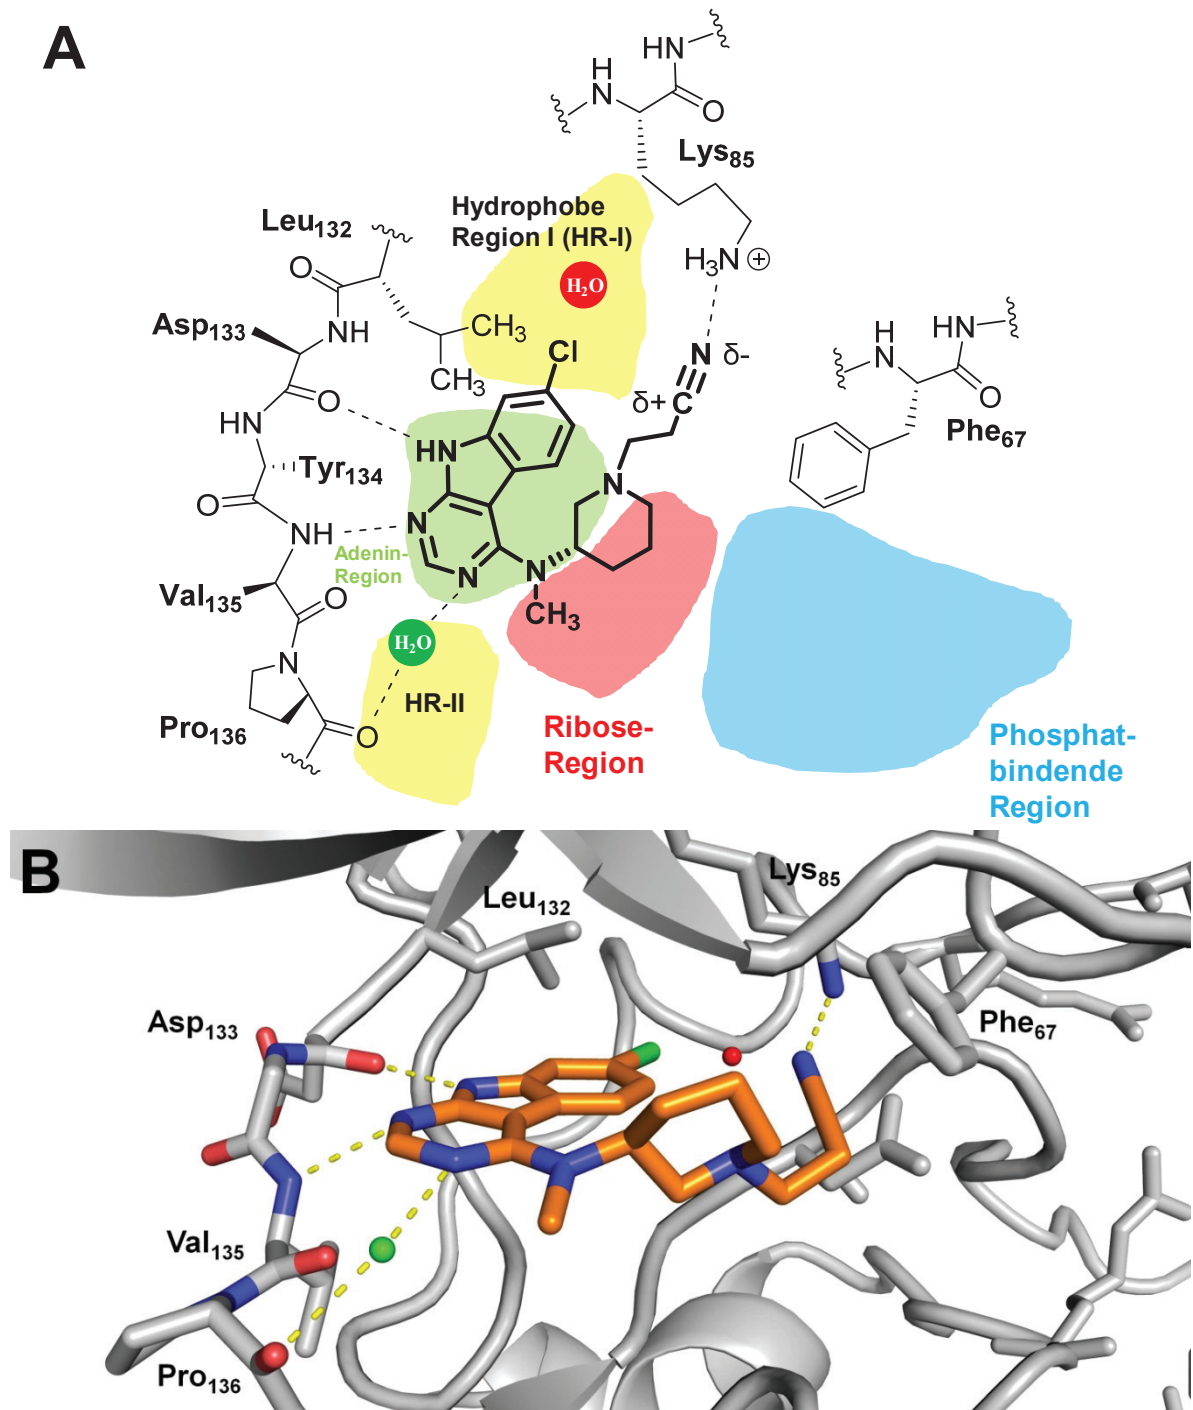 A
HN
H
N
O
Lys85
Hydrophobe
Region I (HR-I)
H3N ⊕
H2O
Leu132
O
NH
Asp133
CH3
CH3
Cl
N δ-
δ+ C
H
N
HN
O
Phe67
O
HN
HN
Tyr134
O
NH
N
N
N
N
CH3
Adenin-
Region
Val135
O
H2O
N
HR-II
Pro136
O
Ribose-
Region
Phosphat-
bindende
Region
B
Lys85
Leu132
Asp133
Phe67
Val135
Pro136